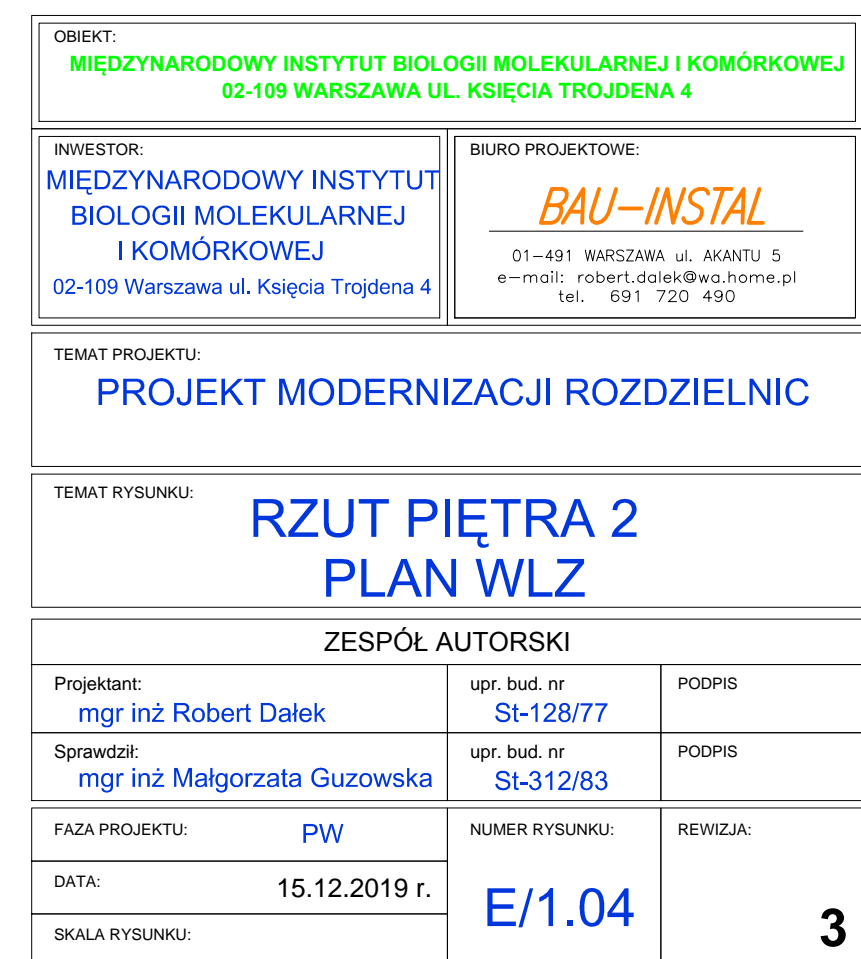 OBIEKT:
MIĘDZYNARODOWY INSTYTUT BIOLOGII MOLEKULARNEJ I KOMÓRKOWEJ
02-109 WARSZAWA UL. KSIĘCIA TROJDENA 4
INWESTOR:
MIĘDZYNARODOWY INSTYTUT
BIOLOGII MOLEKULARNEJ
I KOMÓRKOWEJ
02-109 Warszawa ul. Księcia Trojdena 4
BIURO PROJEKTOWE:
BAU-INSTAL
01-491 WARSZAWA ul. AKANTU 5
e-mail: robert.dalek@wa.home.pl
tel. 691 720 490
TEMAT PROJEKTU:
PROJEKT MODERNIZACJI ROZDZIELNIC
TEMAT RYSUNKU:
RZUT PIĘTRA 2
PLAN WLZ
ZESPÓŁ AUTORSKI
Projektant:
mgr inż Robert Dałek
upr. bud. nr
St-128/77
PODPIS
Sprawdził:
mgr inż Małgorzata Guzowska
upr. bud. nr
St-312/83
PODPIS
FAZA PROJEKTU: PW
DATA: 15.12.2019 r.
SKALA RYSUNKU:
NUMER RYSUNKU:
E/1.04
REWIZJA:
3